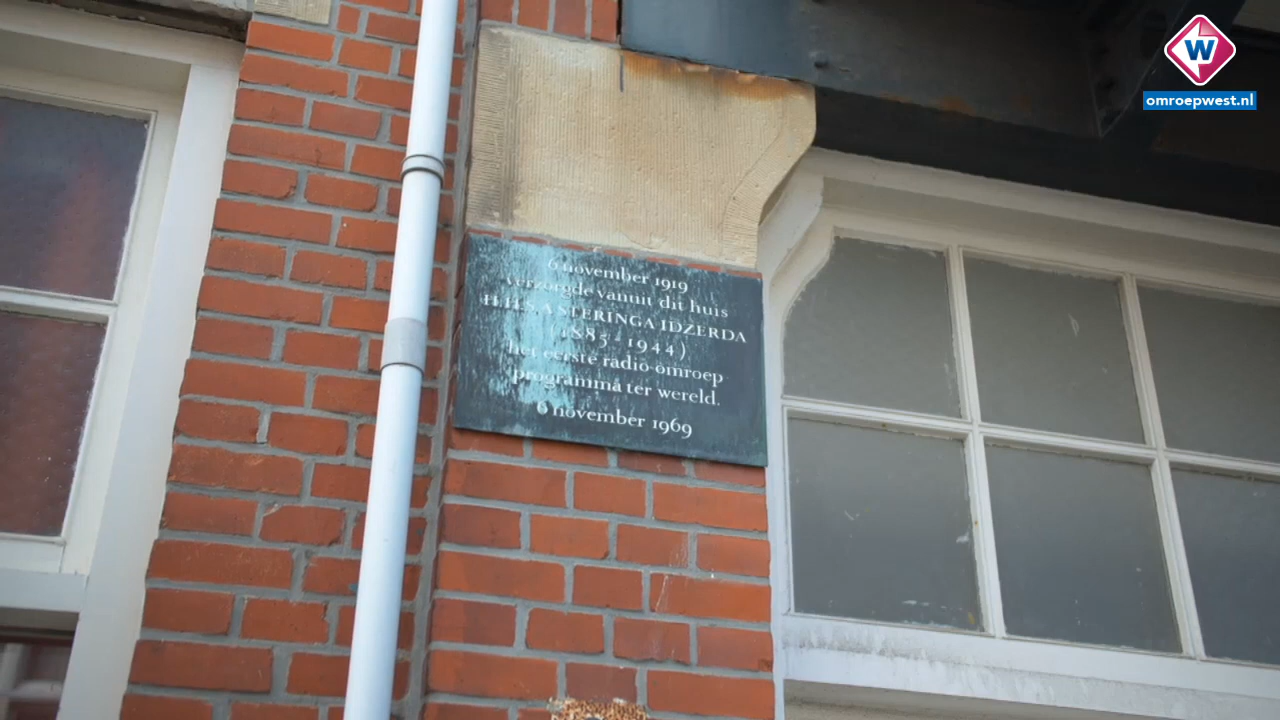 W
omroepwest.nl
6 november 1919
verzorgde vanuit dit huis
A STERINGA IDZERDA
(1885-1944)
het eerste radio-omroep
programma ter wereld.
6 november 1969